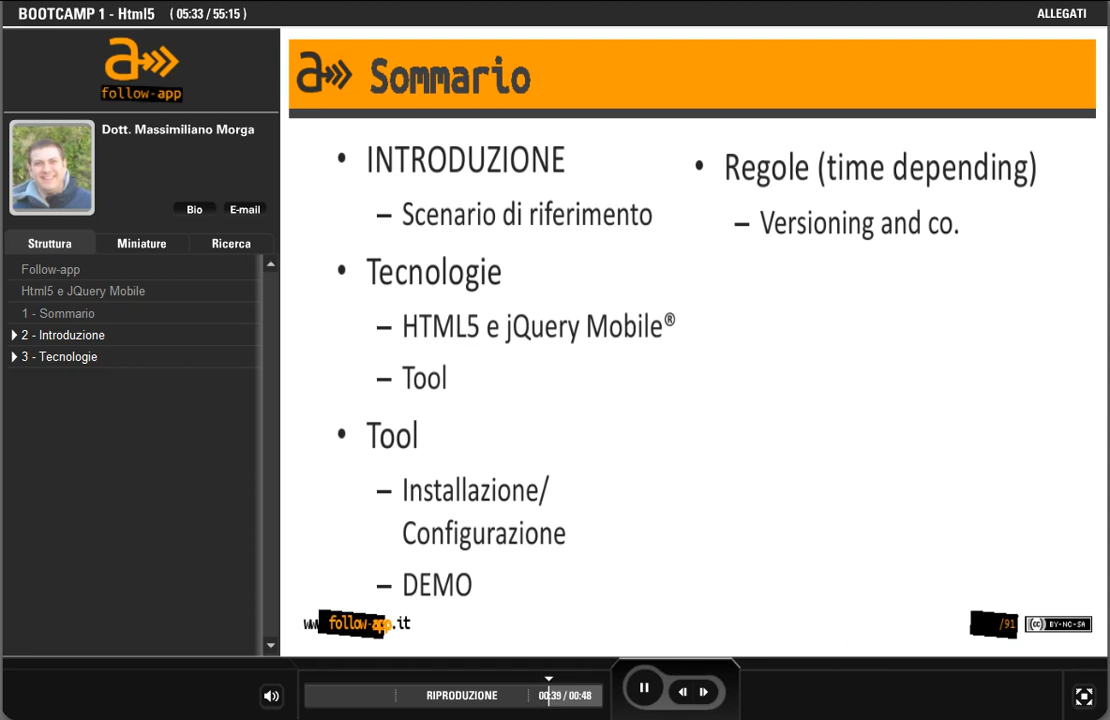 BOOTCAMP 1 - Html5 ( 05:33 / 55:15 )
ALLEGATI
a
follow-app
Dott. Massimiliano Morga
Bio
E-mail
Struttura
Miniature
Ricerca
Follow-app
Html5 e JQuery Mobile
1 - Sommario
2 - Introduzione
3 - Tecnologie
a Sommario
• INTRODUZIONE
– Scenario di riferimento
• Tecnologie
– HTML5 e jQuery Mobile®
– Tool
• Tool
– Installazione/
Configurazione
– DEMO
• Regole (time depending)
– Versioning and co.
www.follow-app.it
/91
cc BY-NC-SA
RIPRODUZIONE
00:39 / 00:48